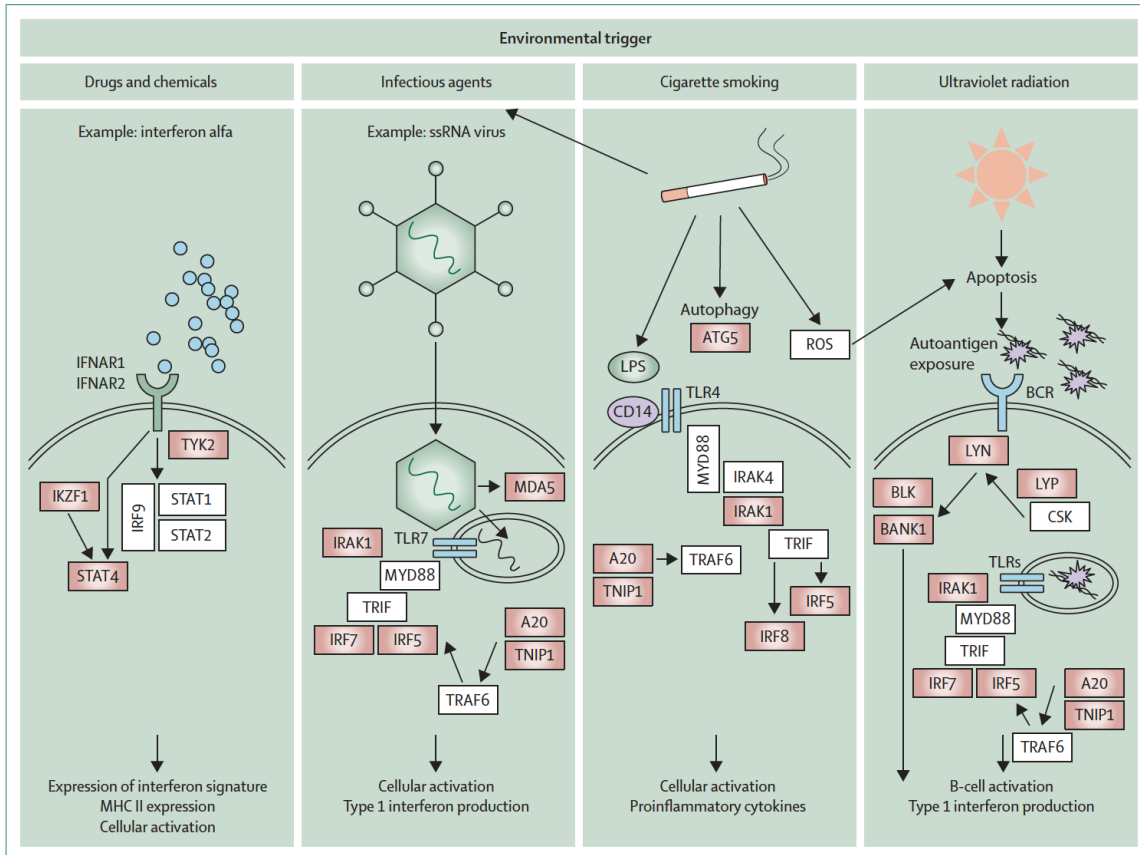 Environmental trigger
Drugs and chemicals
Infectious agents
Cigarette smoking
Ultraviolet radiation
Example: interferon alfa
IFNAR1
IFNAR2
TYK2
IKZF1
IRF9
STAT1
STAT2
STAT4
Expression of interferon signature
MHC II expression
Cellular activation
Example: ssRNA virus
MDA5
TLR7
IRAK1
MYD88
TRIF
IRF7
IRF5
A20
TNIP1
TRAF6
Cellular activation
Type 1 interferon production
Autophagy
ATG5
ROS
LPS
CD14
TLR4
MYD88
IRAK4
IRAK1
TRIF
A20
TNIP1
TRAF6
IRF5
IRF8
Cellular activation
Proinflammatory cytokines
Apoptosis
Autoantigen
exposure
BCR
LYN
BLK
LYP
BANK1
CSK
TLRs
IRAK1
MYD88
TRIF
IRF7
IRF5
A20
TNIP1
TRAF6
B-cell activation
Type 1 interferon production